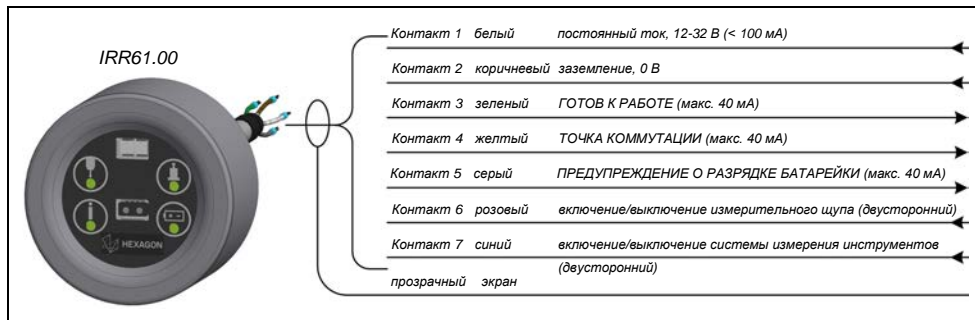 IRR61.00
HEXAGON
Контакт 1 белый постоянный ток, 12-32 В (< 100 мА)
Контакт 2 коричневый заземление, 0 В
Контакт 3 зеленый ГОТОВ К РАБОТЕ (макс. 40 мА)
Контакт 4 желтый ТОЧКА КОММУТАЦИИ (макс. 40 мА)
Контакт 5 серый ПРЕДУПРЕЖДЕНИЕ О РАЗРЯДКЕ БАТАРЕЙКИ (макс. 40 мА)
Контакт 6 розовый включение/выключение измерительного щупа (двусторонний)
Контакт 7 синий включение/выключение системы измерения инструментов
(двусторонний)
прозрачный экран